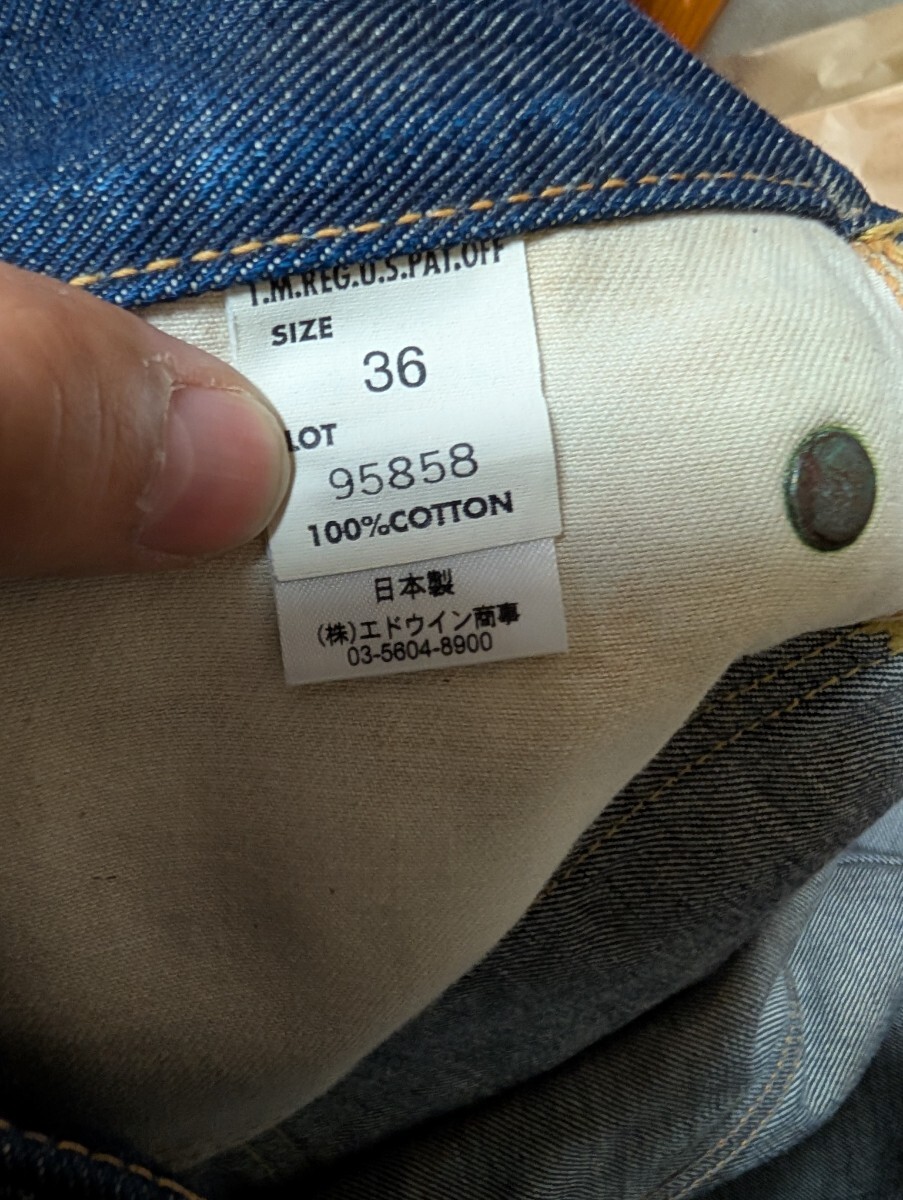 T.M.REG.U.S.PAT.OFF
SIZE
36
LOT
95858
100%COTTON
日本製
(株)エドウイン商事
03-5604-8900